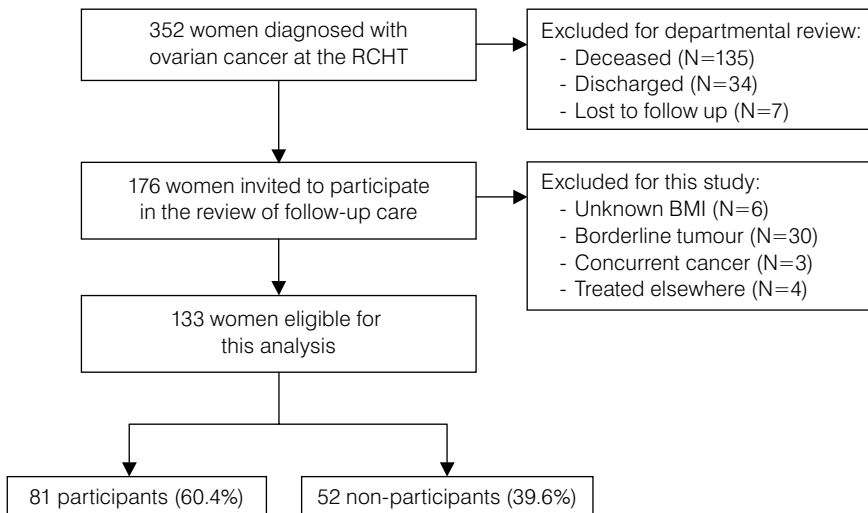 352 women diagnosed with
ovarian cancer at the RCHT
Excluded for departmental review:
- Deceased (N=135)
- Discharged (N=34)
- Lost to follow up (N=7)
176 women invited to participate
in the review of follow-up care
Excluded for this study:
- Unknown BMI (N=6)
- Borderline tumour (N=30)
- Concurrent cancer (N=3)
- Treated elsewhere (N=4)
133 women eligible for
this analysis
81 participants (60.4%)
52 non-participants (39.6%)